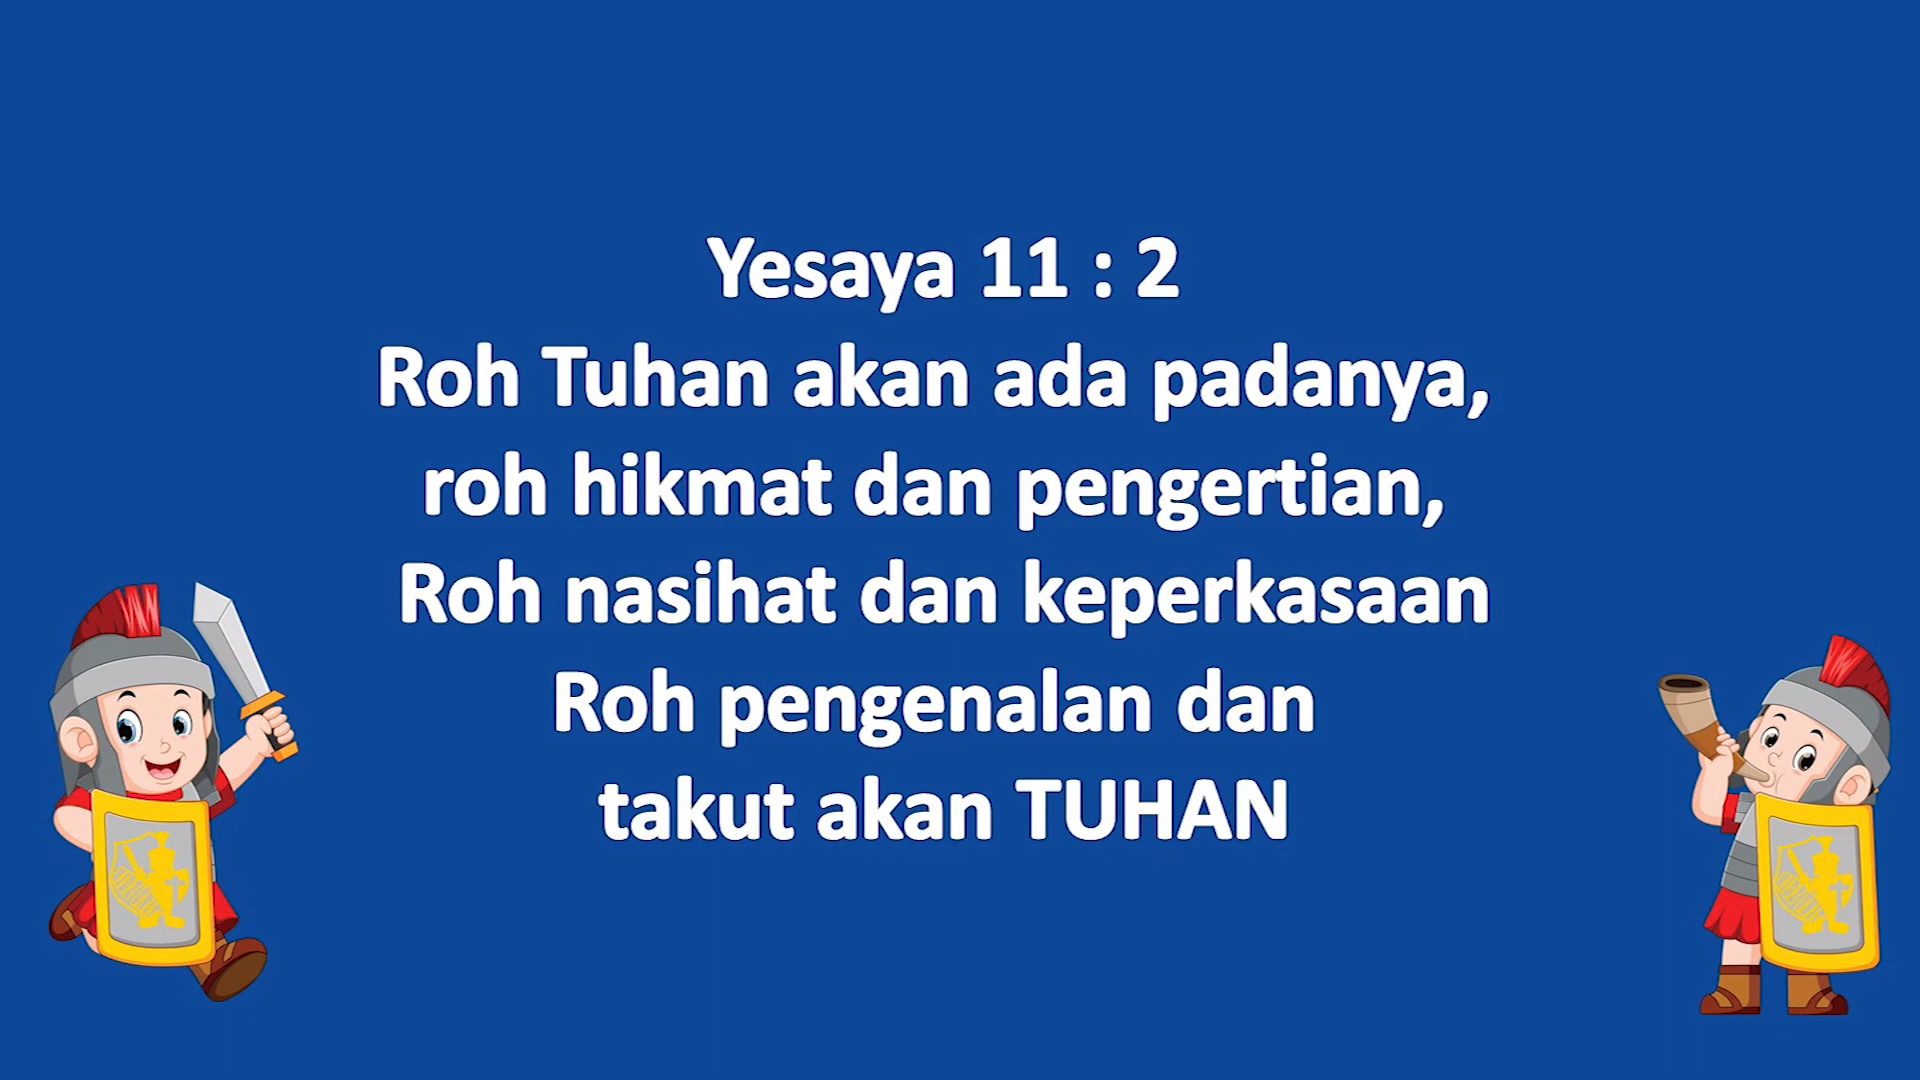 Yesaya 11 : 2
Roh Tuhan akan ada padanya,
roh hikmat dan pengertian,
Roh nasihat dan keperkasaan
Roh pengenalan dan
takut akan TUHAN